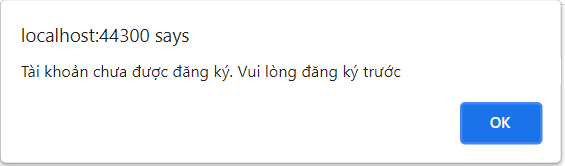 localhost:44300 says
Tài khoản chưa được đăng ký. Vui lòng đăng ký trước
OK